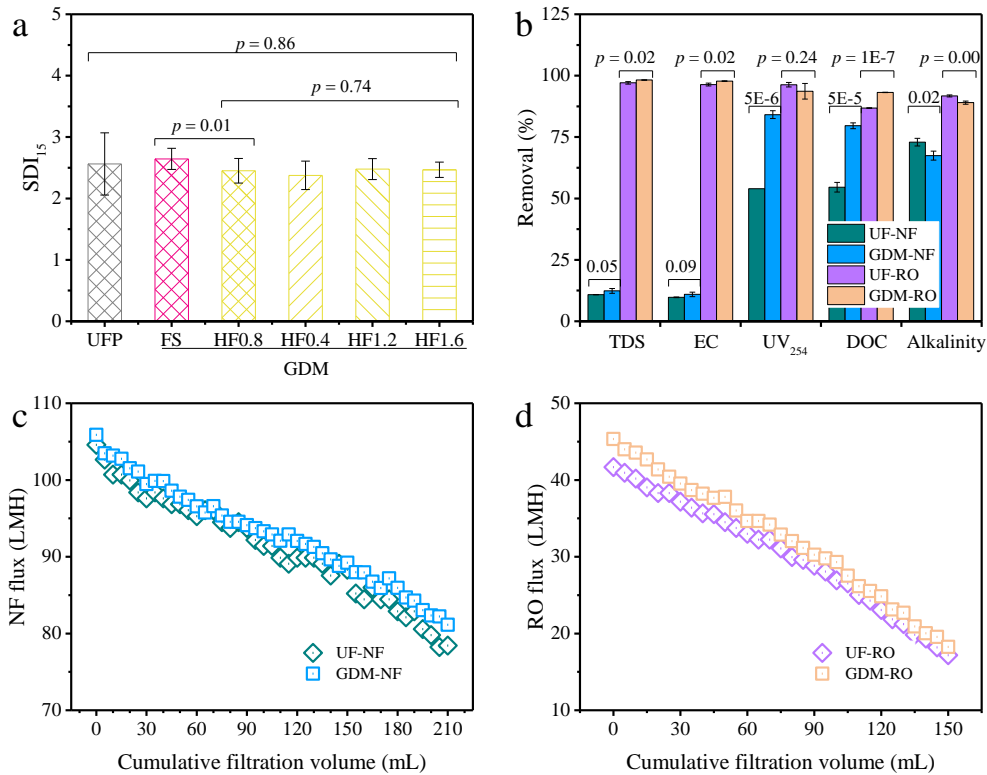 a
p = 0.86
p = 0.74
p = 0.01
SDI15
5
4
3
2
1
0
UFP FS HF0.8 HF0.4 HF1.2 HF1.6
GDM
b
p = 0.02 p = 0.02 p = 0.24 p = 1E-7 p = 0.00
5E-6 5E-5 0.02
0.05 0.09
Removal (%)
125
100
75
50
25
0
UF-NF
GDM-NF
UF-RO
GDM-RO
TDS EC UV254 DOC Alkalinity
c
NF flux (LMH)
110
100
90
80
70
UF-NF
GDM-NF
0 30 60 90 120 150 180 210
Cumulative filtration volume (mL)
d
RO flux (LMH)
50
40
30
20
10
UF-RO
GDM-RO
0 30 60 90 120 150
Cumulative filtration volume (mL)